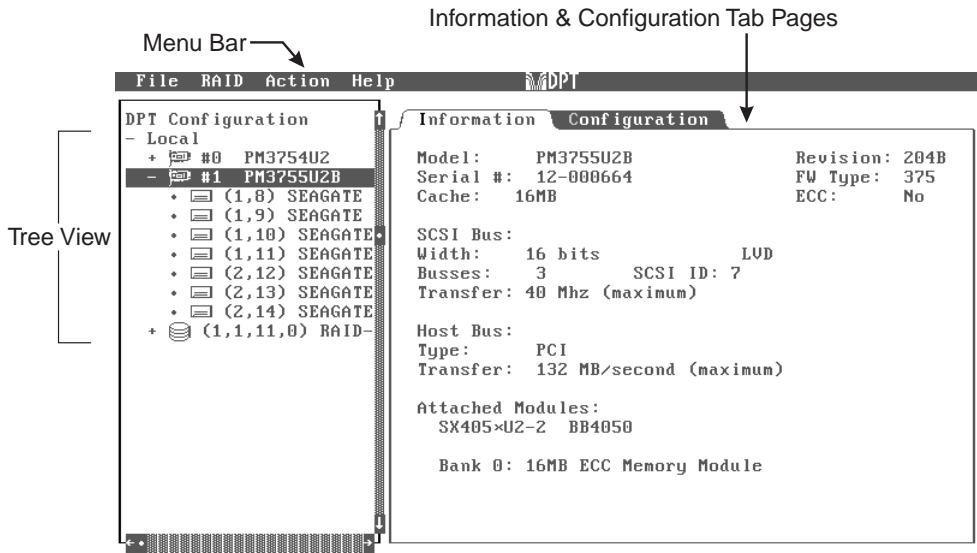 Information & Configuration Tab Pages
Menu Bar
File RAID Action Help DPT
DPT Configuration
- Local
+ #0 PM3754U2
- #1 PM3755U2B
(1,8) SEAGATE
(1,9) SEAGATE
(1,10) SEAGATE
(1,11) SEAGATE
(2,12) SEAGATE
(2,13) SEAGATE
(2,14) SEAGATE
+ (1,1,11,0) RAID-
Tree View
Information Configuration
Model: PM3755U2B Revision: 204B
Serial #: 12-000664 FW Type: 375
Cache: 16MB ECC: No
SCSI Bus:
Width: 16 bits LVD
Busses: 3 SCSI ID: 7
Transfer: 40 Mhz (maximum)
Host Bus:
Type: PCI
Transfer: 132 MB/second (maximum)
Attached Modules:
SX405×U2-2 BB4050
Bank 0: 16MB ECC Memory Module